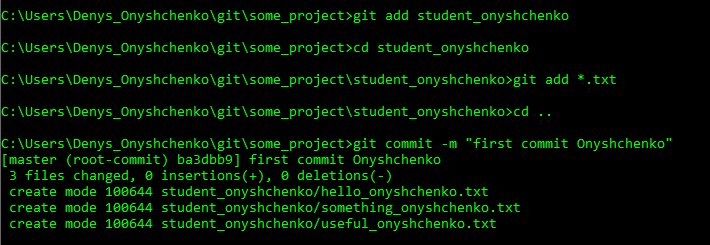 C:\Users\Denys_Onyshchenko\git\some_project>git add student_onyshchenko
C:\Users\Denys_Onyshchenko\git\some_project>cd student_onyshchenko
C:\Users\Denys_Onyshchenko\git\some_project\student_onyshchenko>git add *.txt
C:\Users\Denys_Onyshchenko\git\some_project\student_onyshchenko>cd ..
C:\Users\Denys_Onyshchenko\git\some_project>git commit -m "first commit Onyshchenko"
[master (root-commit) ba3dbb9] first commit Onyshchenko
 3 files changed, 0 insertions(+), 0 deletions(-)
 create mode 100644 student_onyshchenko/hello_onyshchenko.txt
 create mode 100644 student_onyshchenko/something_onyshchenko.txt
 create mode 100644 student_onyshchenko/useful_onyshchenko.txt